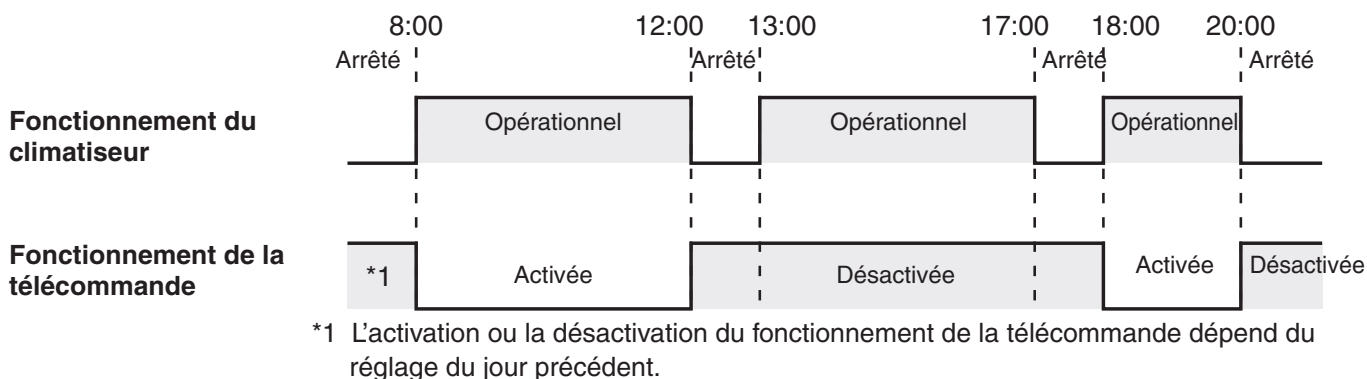 8:00 12:00 13:00 17:00 18:00 20:00
Arrêté Arrêté Arrêté Arrêté
Fonctionnement du
climatiseur
Opérationnel Opérationnel Opérationnel
Fonctionnement de la
télécommande
*1 Activée Désactivée Activée Désactivée
*1 L’activation ou la désactivation du fonctionnement de la télécommande dépend du
réglage du jour précédent.